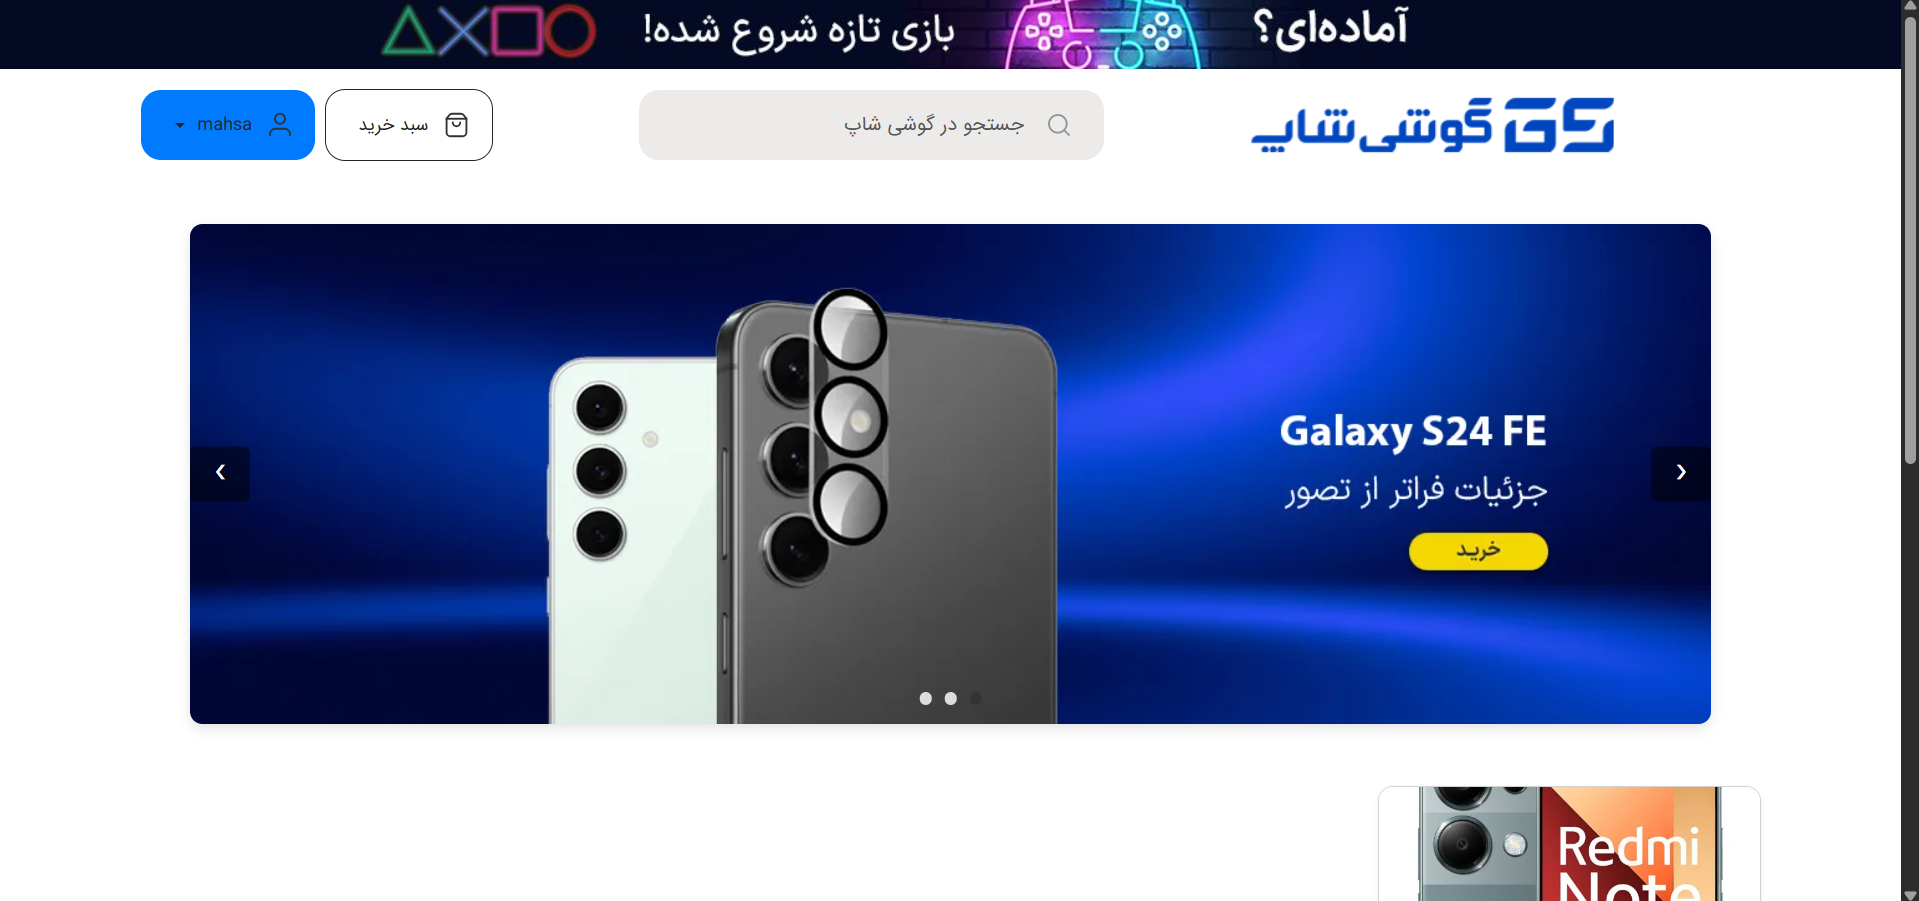 آماده‌ای؟ بازی تازه شروع شده!
گوشی شاپ
جستجو در گوشی شاپ
سبد خرید
mahsa
Galaxy S24 FE
جزئیات فراتر از تصور
خرید
Redmi
Note